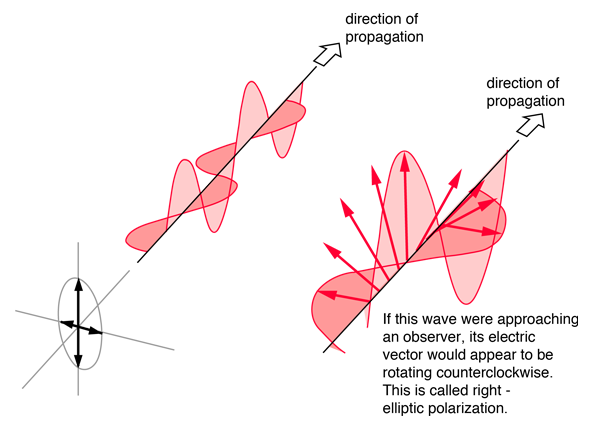 direction of
propagation
direction of
propagation
If this wave were approaching
an observer, its electric
vector would appear to be
rotating counterclockwise.
This is called right -
elliptic polarization.